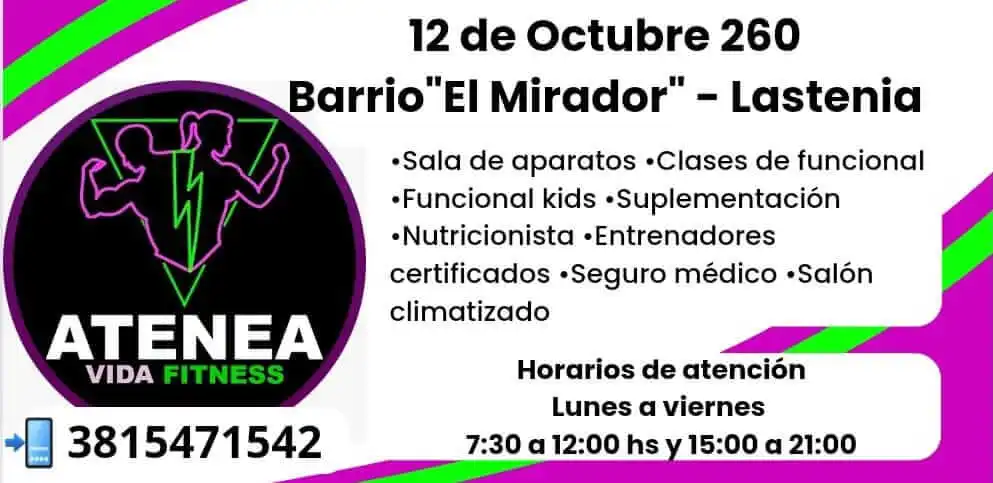 12 de Octubre 260
Barrio"El Mirador" - Lastenia
•Sala de aparatos •Clases de funcional
•Funcional kids •Suplementación
•Nutricionista •Entrenadores
certificados •Seguro médico •Salón
climatizado
ATENEA
VIDA FITNESS
3815471542
Horarios de atención
Lunes a viernes
7:30 a 12:00 hs y 15:00 a 21:00